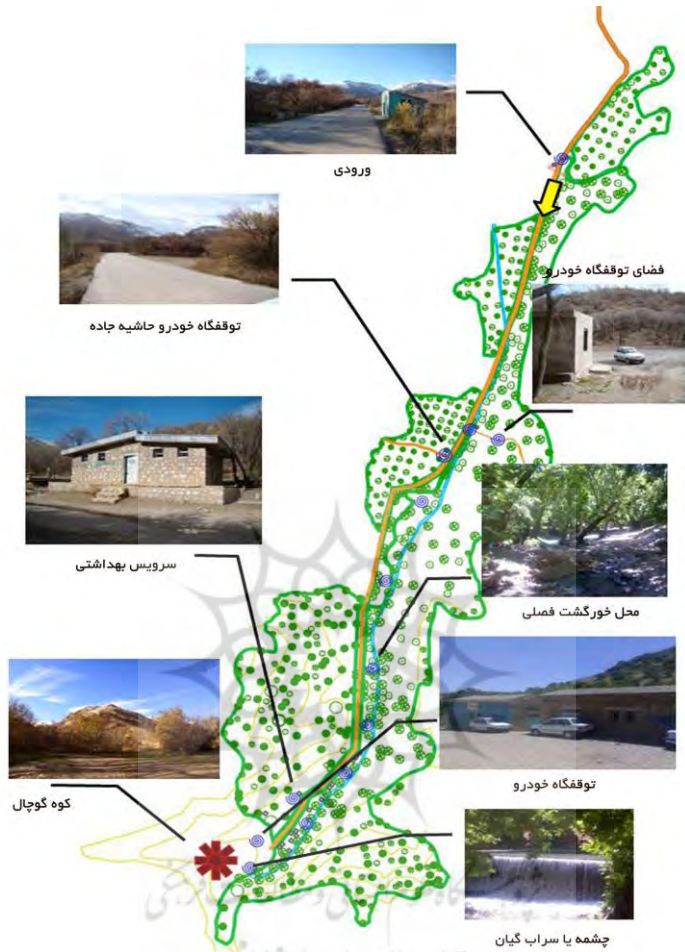 ورودی
فضای توقفگاه خودرو
توقفگاه خودرو حاشیه جاده
سرویس بهداشتی
محل خورگشت فصلی
توقفگاه خودرو
کوه گوچال
چشمه یا سراب گیان